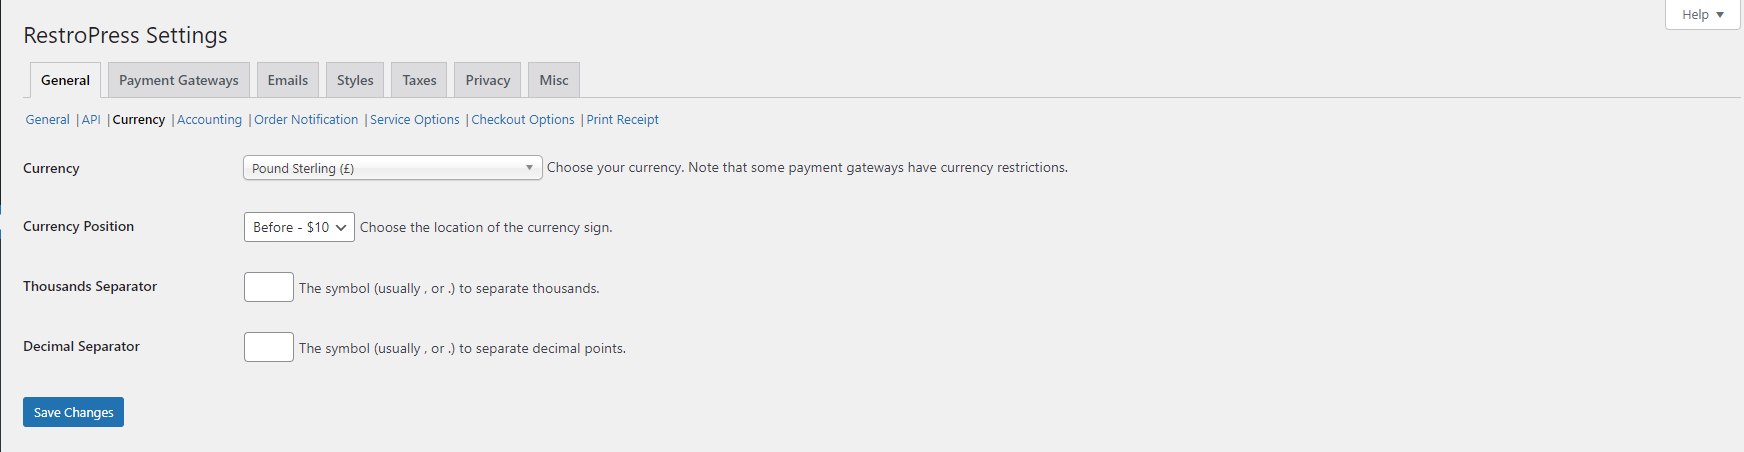 Help
RestroPress Settings
General Payment Gateways Emails Styles Taxes Privacy Misc
General | API | Currency | Accounting | Order Notification | Service Options | Checkout Options | Print Receipt
Currency Pound Sterling (£) Choose your currency. Note that some payment gateways have currency restrictions.
Currency Position Before - $10 Choose the location of the currency sign.
Thousands Separator The symbol (usually , or .) to separate thousands.
Decimal Separator The symbol (usually , or .) to separate decimal points.
Save Changes